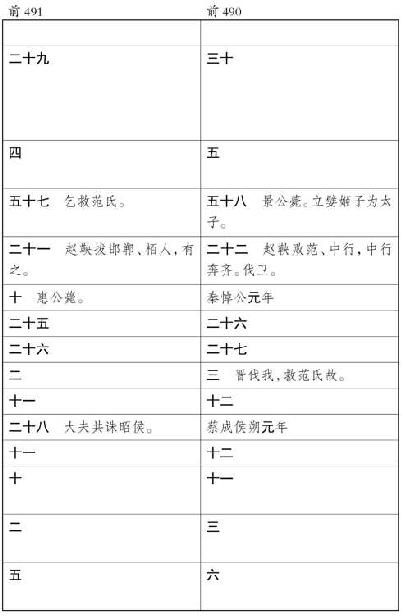 前 491
前 490
二十九
三十
四
五
五十七 乞救范氏。
五十八 景公薨。立嬖姬子为太
子。
二十一 赵鞅拔邯郸、栢人,有
之。
二十二 赵鞅败范、中行,中行
奔齐。伐卫。
十 惠公薨。
秦悼公元年
二十五
二十六
二十六
二十七
二
三 晋伐我,救范氏故。
十一
十二
二十八 大夫共诛昭侯。
蔡成侯朔元年
十一
十二
十
十一
二
三
五
六